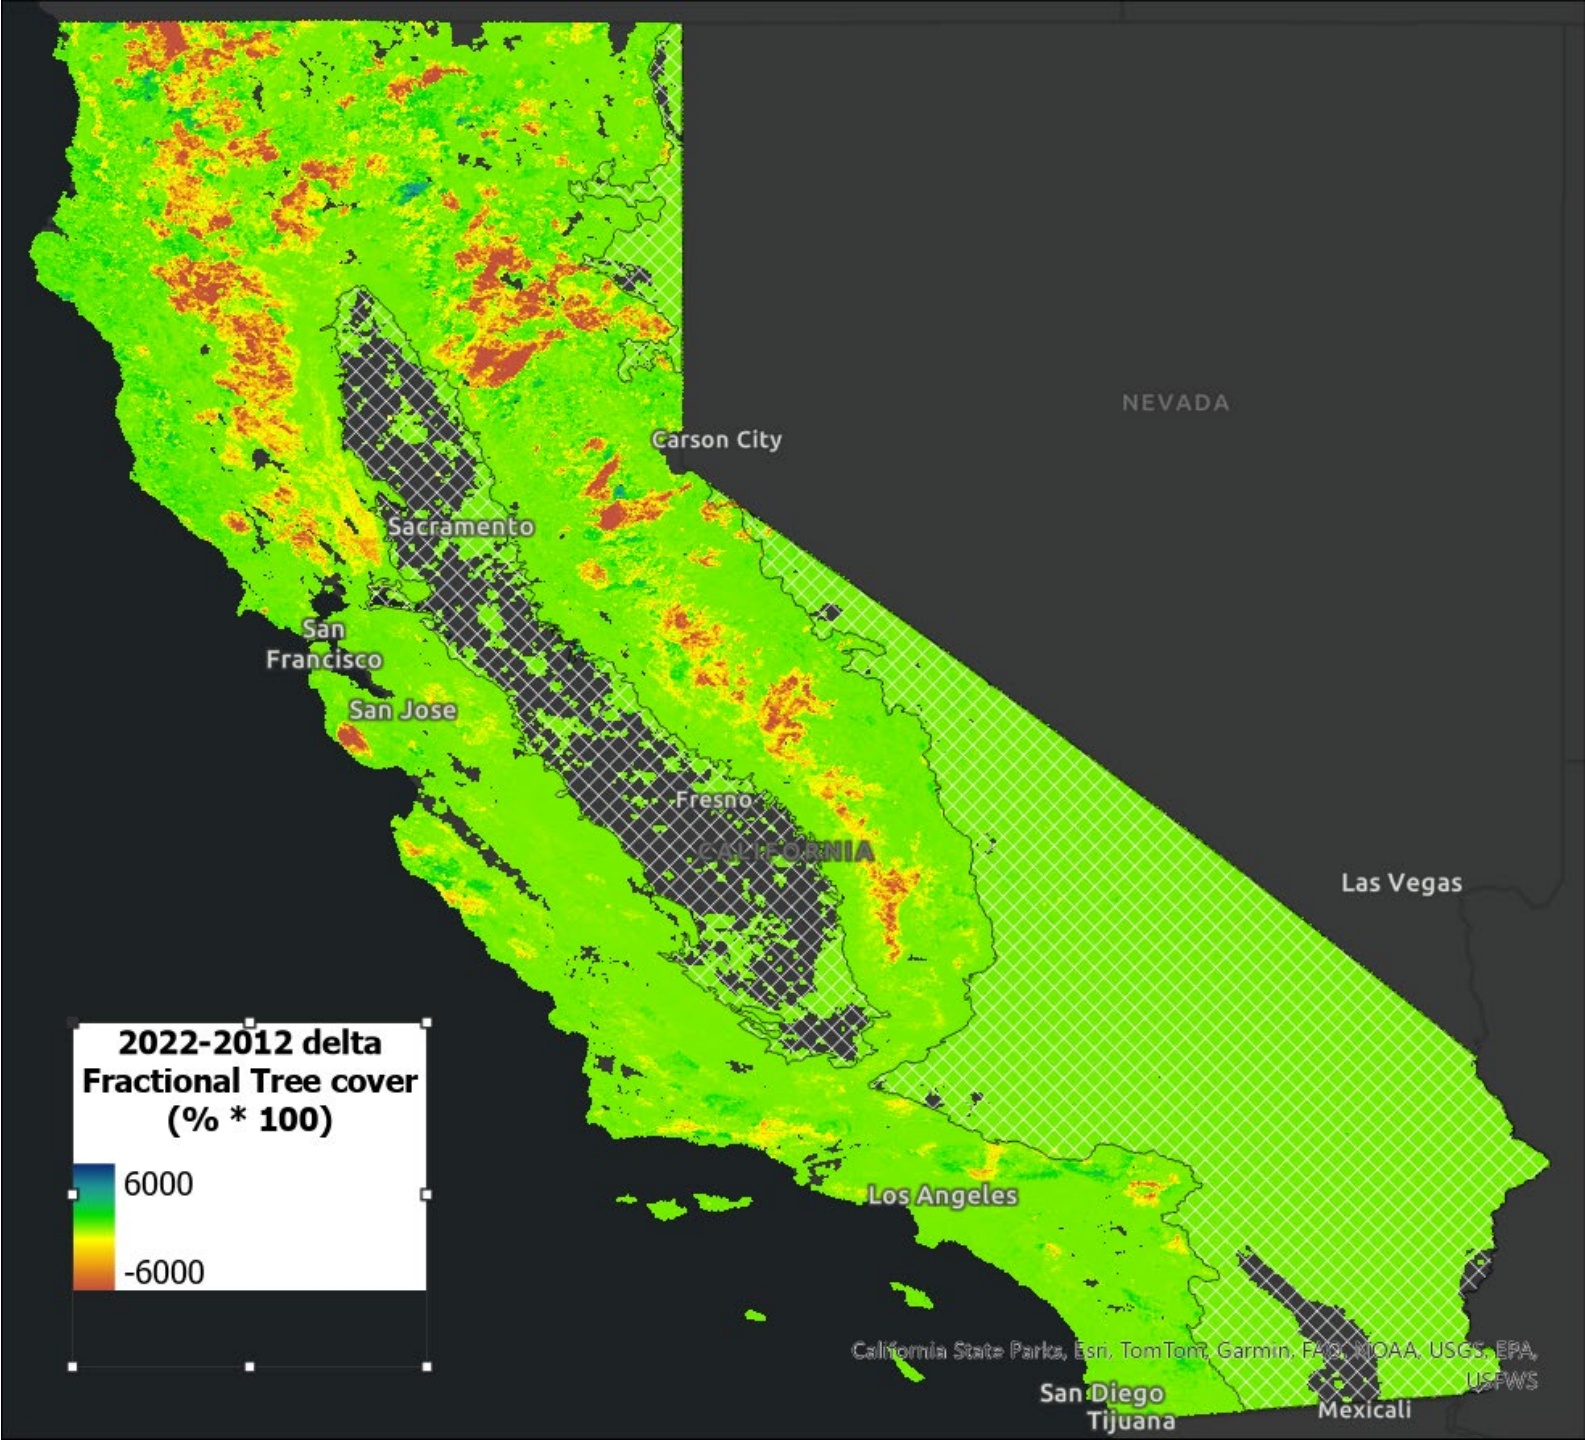 NEVADA
Carson City
Sacramento
San
Francisco
San Jose
Fresno
CALIFORNIA
Las Vegas
2022-2012 delta
Fractional Tree cover
(% * 100)
6000
-6000
Los Angeles
California State Parks, Esri, TomTom, Garmin, FAO, NOAA, USGS, EPA,
USFWS
San Diego
Tijuana
Mexicali